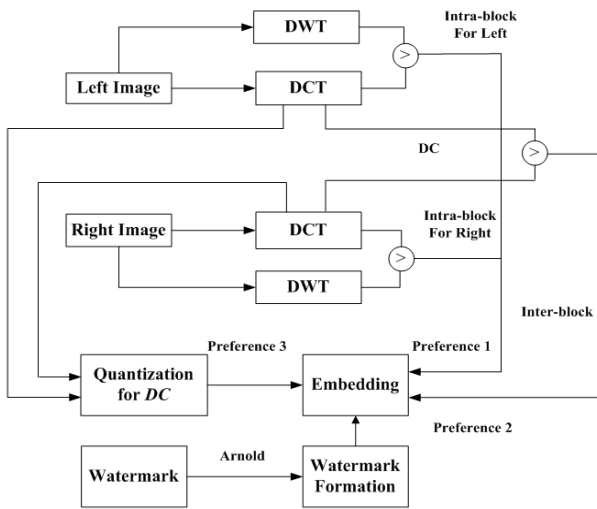 DWT
Intra-block
For Left
>
Left Image
DCT
DC
>
Right Image
DCT
Intra-block
For Right
>
DWT
Inter-block
Preference 3
Preference 1
Quantization
for DC
Embedding
Preference 2
Watermark
Arnold
Watermark
Formation